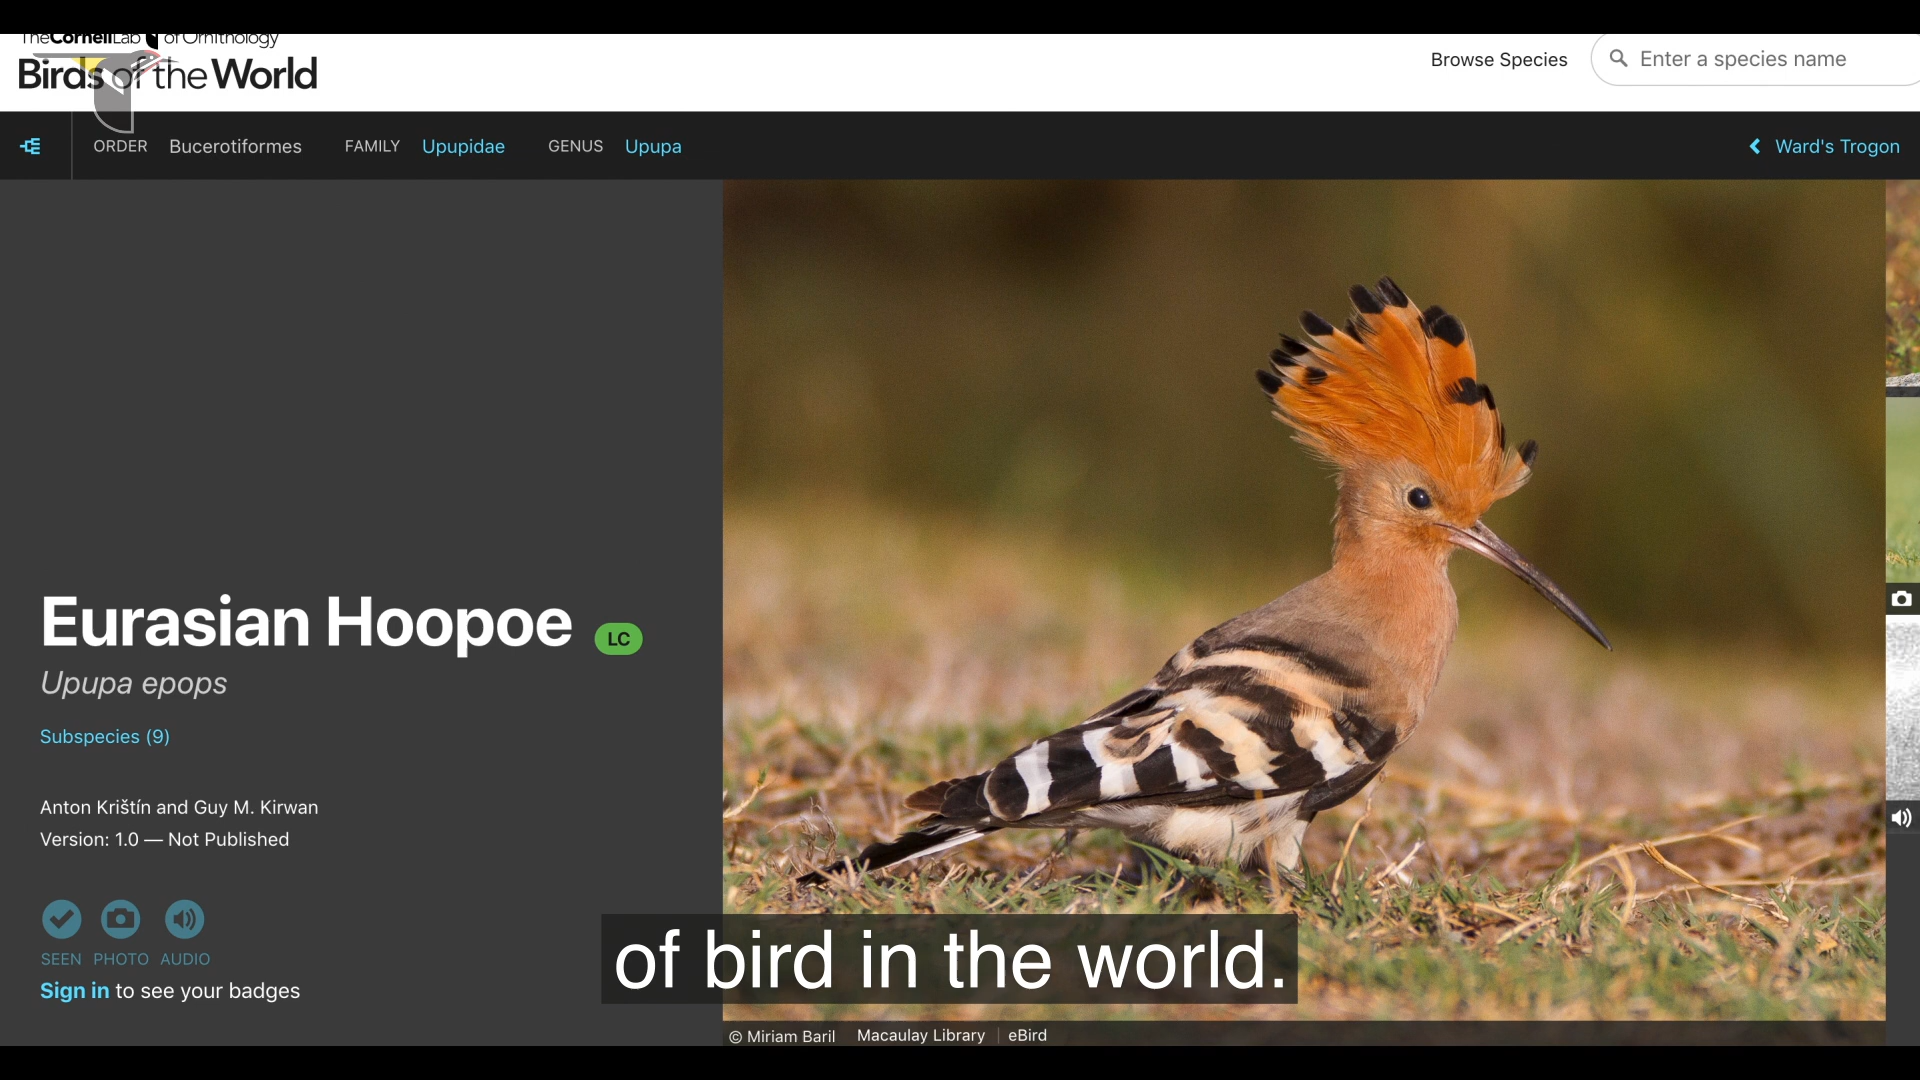 TheCornellLab of Ornithology
Birds of the World
Browse Species
Enter a species name
ORDER Bucerotiformes FAMILY Upupidae GENUS Upupa
Ward's Trogon
Eurasian Hoopoe LC
Upupa epops
Subspecies (9)
Anton Krištín and Guy M. Kirwan
Version: 1.0 — Not Published
SEEN PHOTO AUDIO
Sign in to see your badges
of bird in the world.
© Miriam Baril Macaulay Library eBird